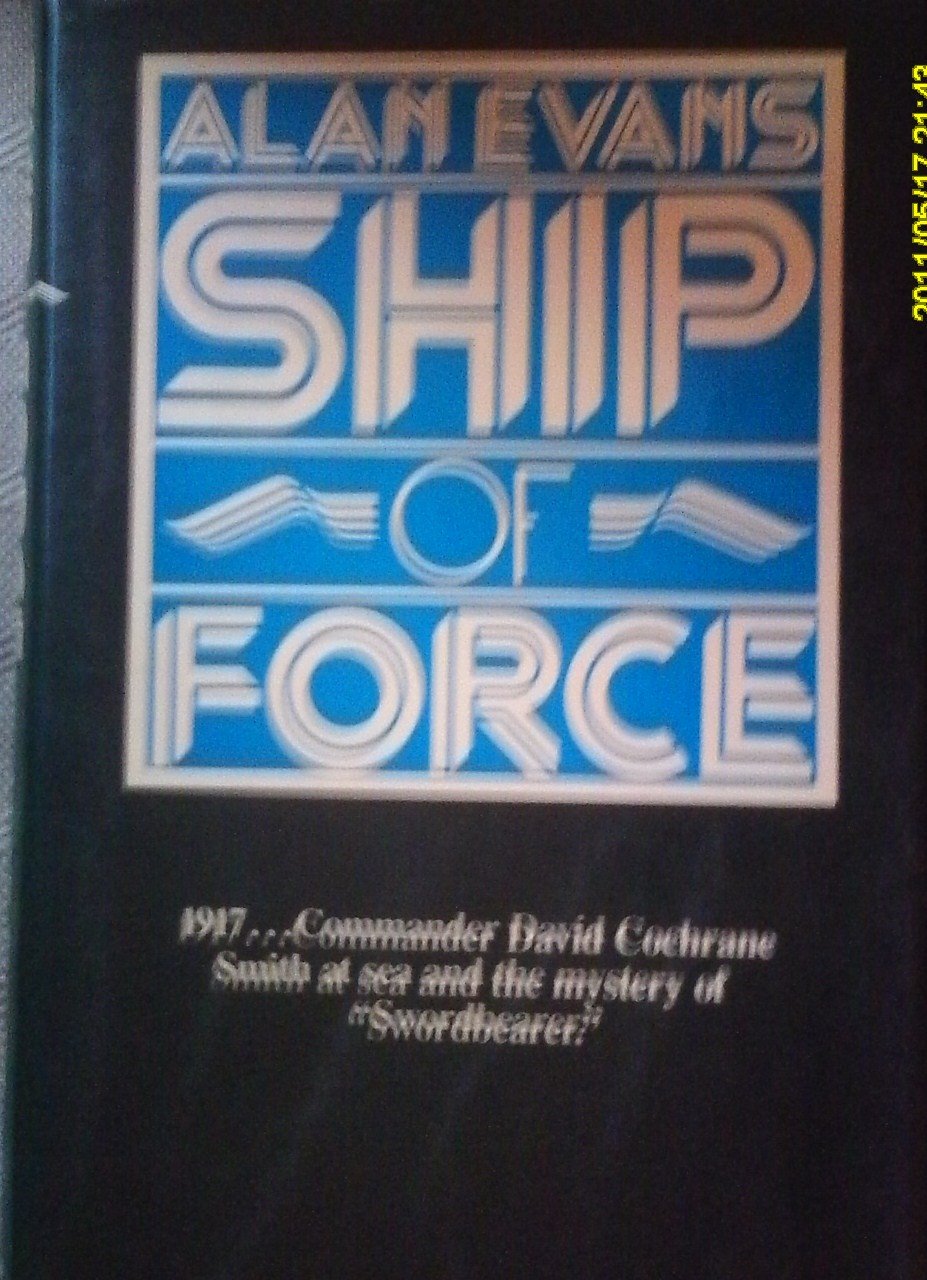 ALAN EVANS
SHIP
OF
FORCE
1917...Commander David Cochrane
Smith at sea and the mystery of
"Swordbearer."
2011/05/17 21:42